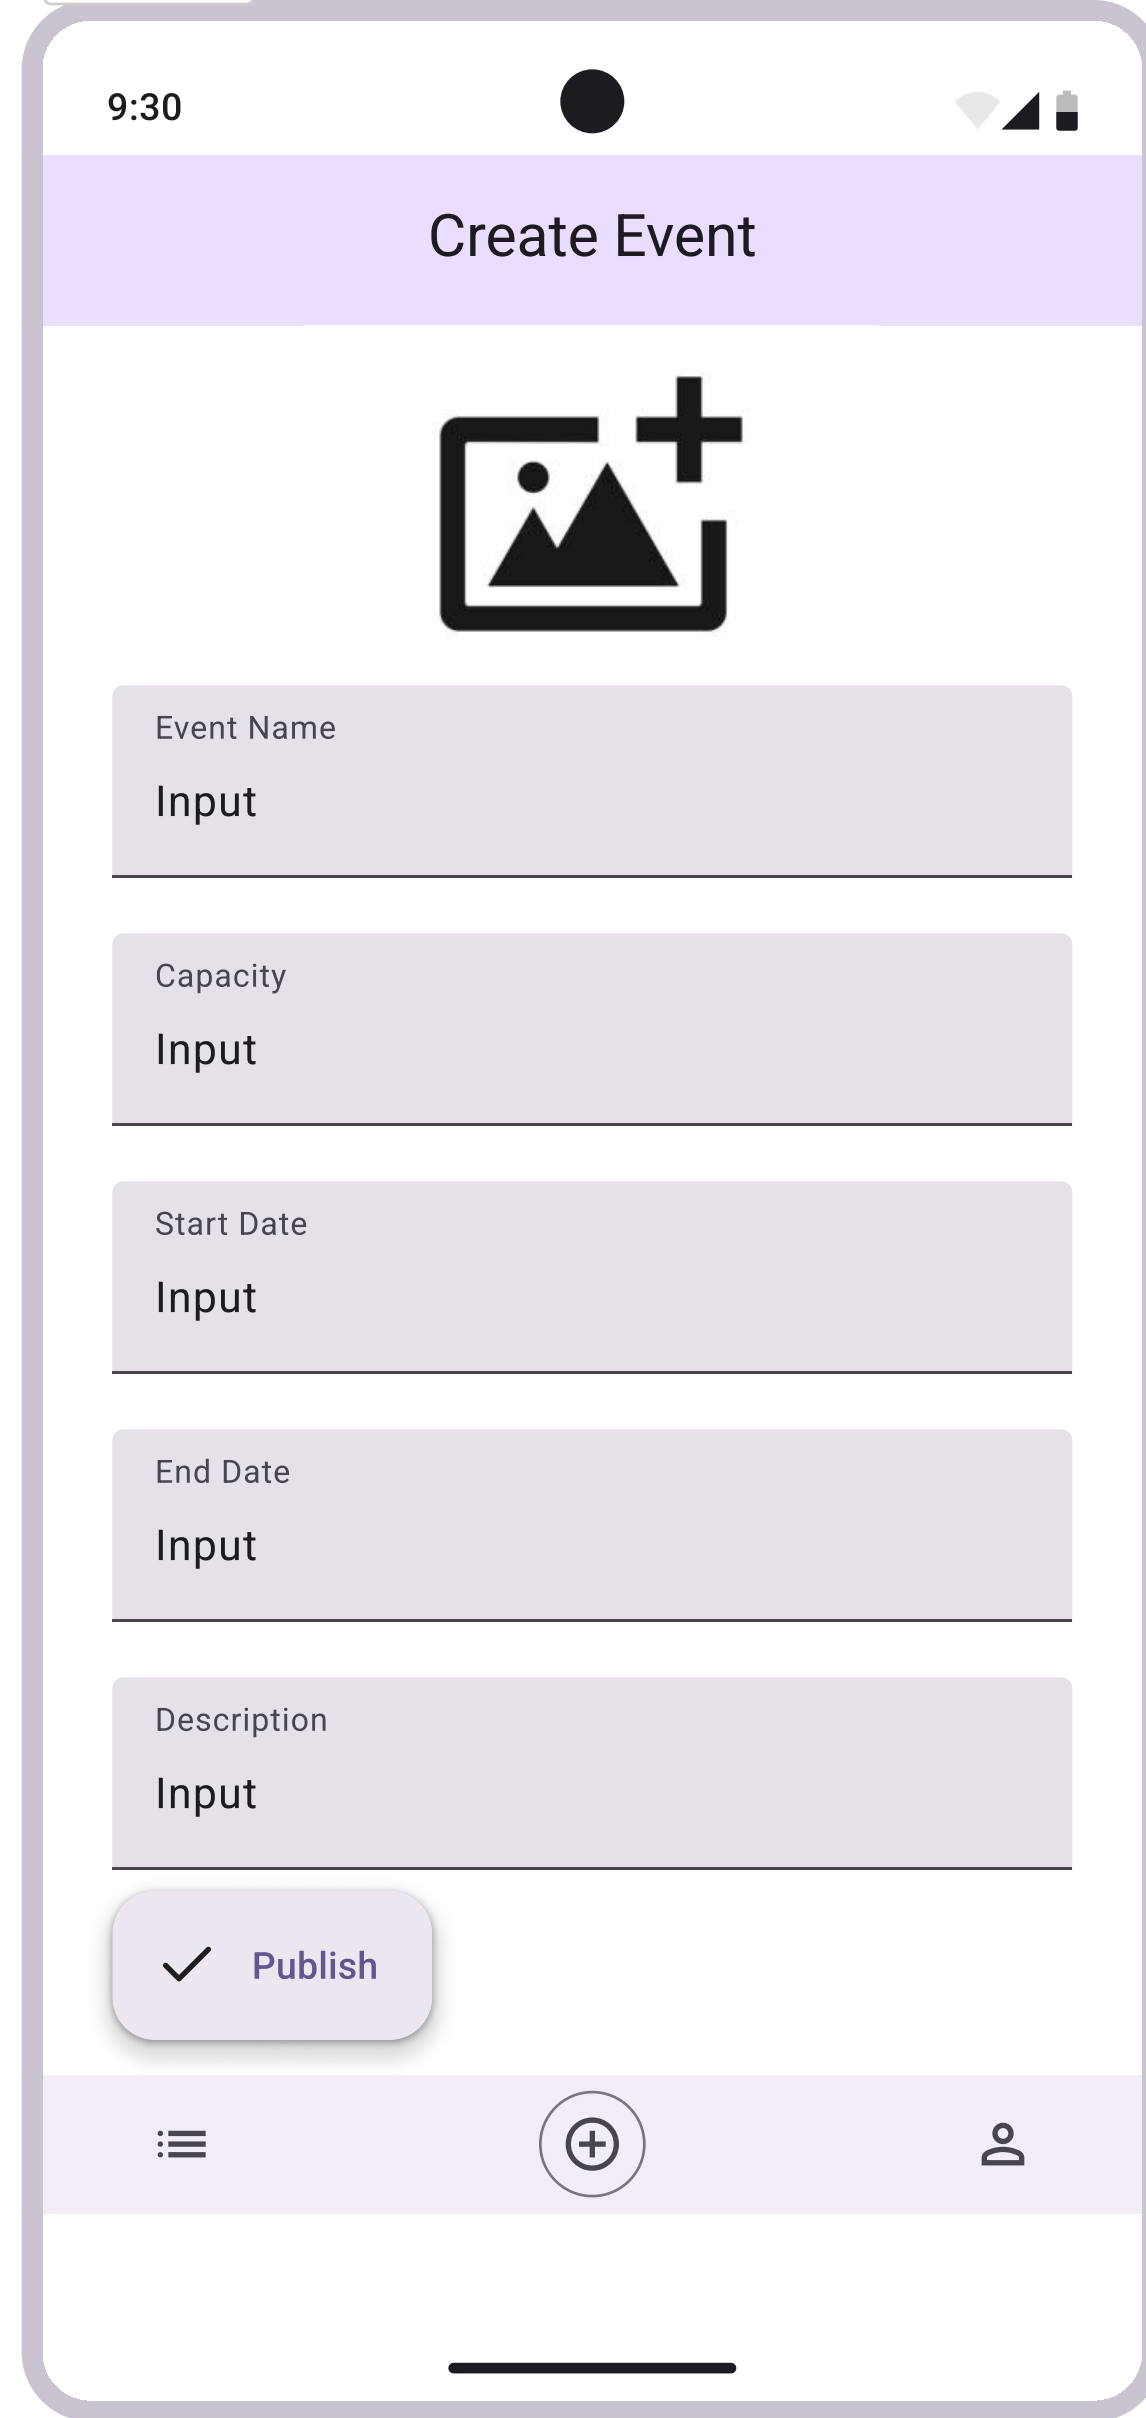 9:30
Create Event
Event Name
Input
Capacity
Input
Start Date
Input
End Date
Input
Description
Input
Publish